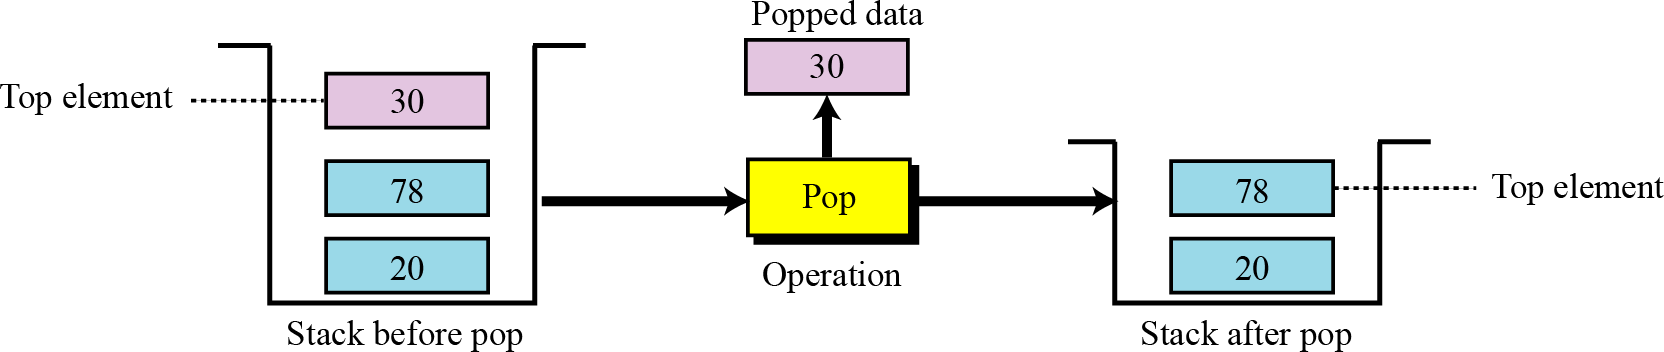 Popped data
30
Top element
30
78
20
Pop
Operation
78
Top element
20
Stack before pop
Stack after pop